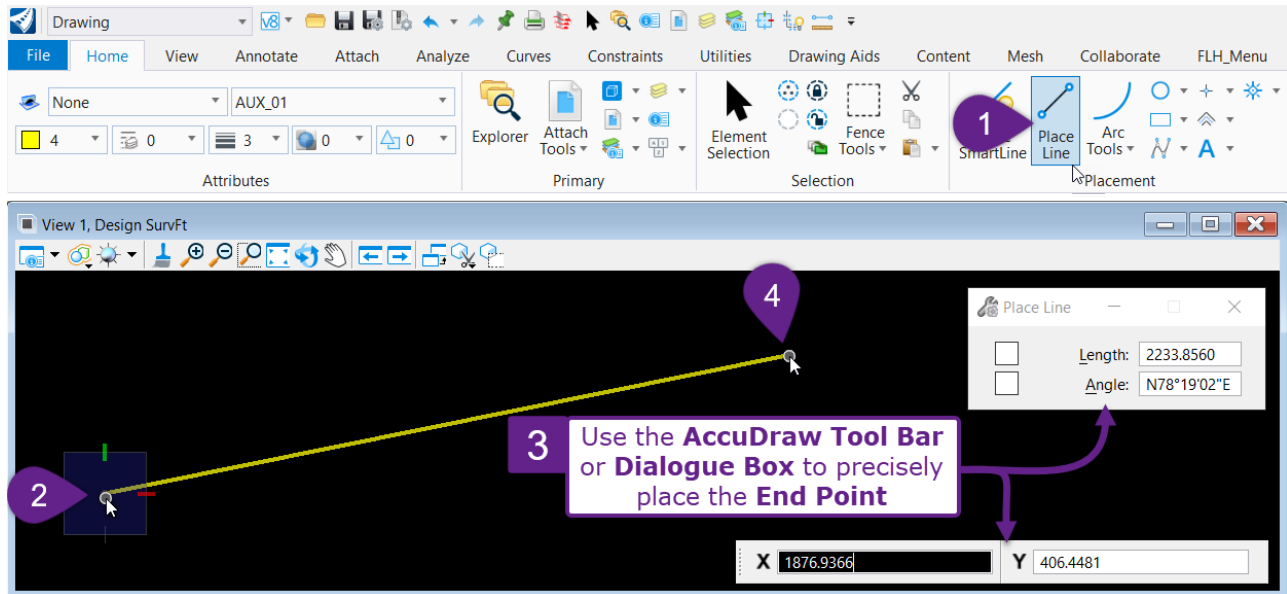 Drawing
V8
File Home View Annotate Attach Analyze Curves Constraints Utilities Drawing Aids Content Mesh Collaborate FLH_Menu
None AUX_01
4 0 3 0 0
Explorer Attach Tools
Element Selection Fence Tools
SmartLine Place Line Arc Tools
A
1
Attributes Primary Selection Placement
View 1, Design SurvFt
4
Place Line
Length: 2233.8560
Angle: N78°19'02"E
3
Use the AccuDraw Tool Bar
or Dialogue Box to precisely
place the End Point
2
X 1876.9366 Y 406.4481